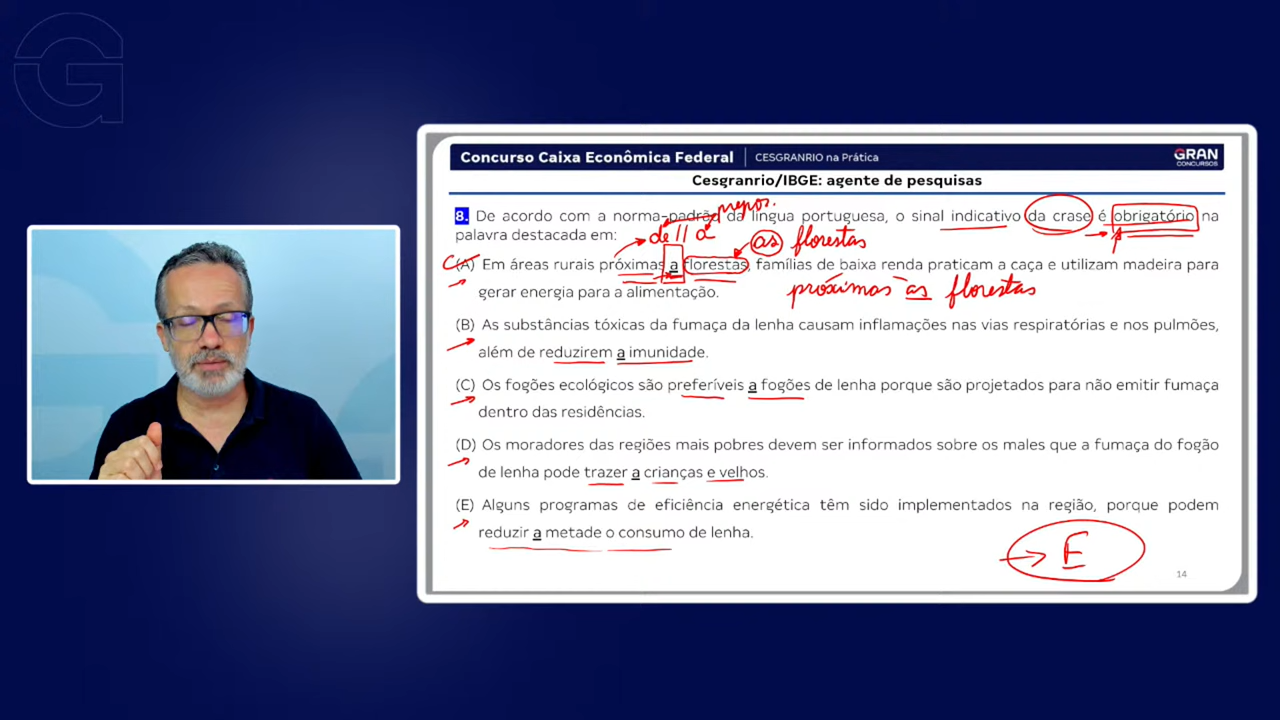 Concurso Caixa Econômica Federal | CESGRANRIO na Prática
GRAN
CONCURSOS
Cesgranrio/IBGE: agente de pesquisas
prepos.
8. De acordo com a norma-padrão da língua portuguesa, o sinal indicativo da crase é obrigatório na
palavra destacada em:
de // a
as florestas
(A) Em áreas rurais próximas a florestas, famílias de baixa renda praticam a caça e utilizam madeira para
gerar energia para a alimentação.
próximas as florestas
(B) As substâncias tóxicas da fumaça da lenha causam inflamações nas vias respiratórias e nos pulmões,
além de reduzirem a imunidade.
(C) Os fogões ecológicos são preferíveis a fogões de lenha porque são projetados para não emitir fumaça
dentro das residências.
(D) Os moradores das regiões mais pobres devem ser informados sobre os males que a fumaça do fogão
de lenha pode trazer a crianças e velhos.
(E) Alguns programas de eficiência energética têm sido implementados na região, porque podem
reduzir a metade o consumo de lenha.
E
14